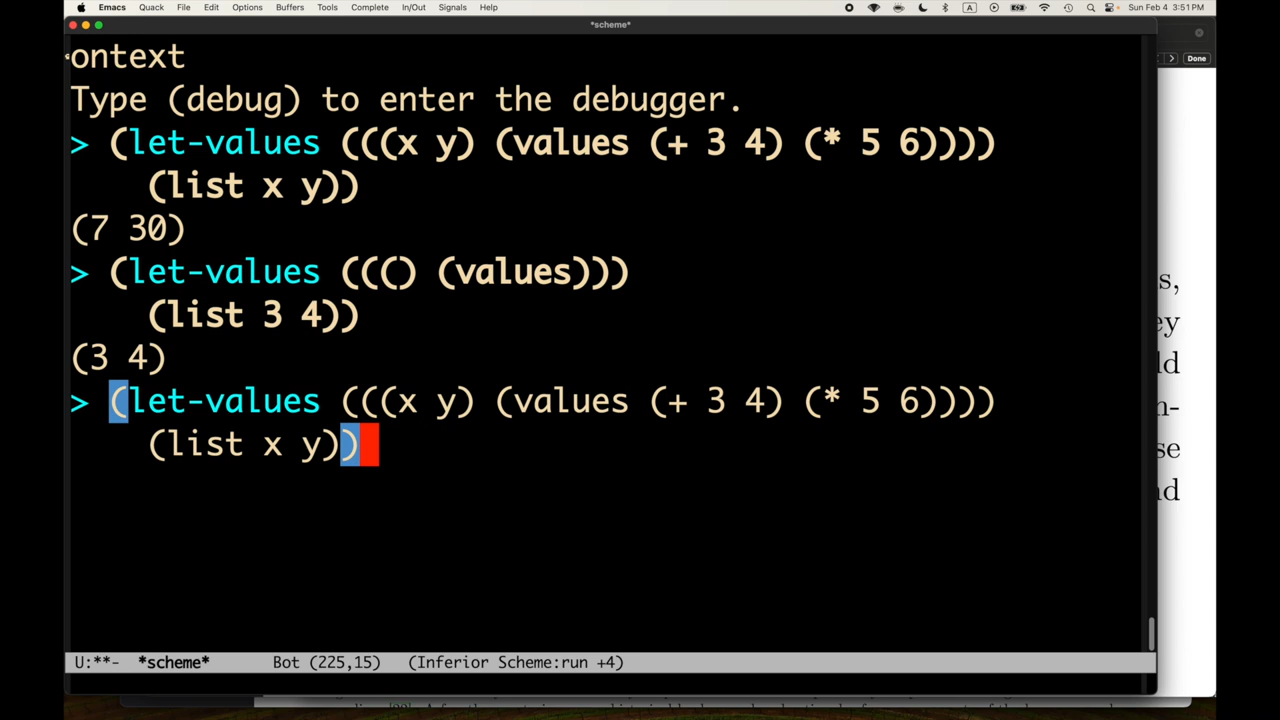 Emacs Quack File Edit Options Buffers Tools Complete In/Out Signals Help Sun Feb 4 3:51 PM
*scheme*
ontext
Done
Type (debug) to enter the debugger.
> (let-values (((x y) (values (+ 3 4) (* 5 6))))
(list x y))
(7 30)
> (let-values ((() (values)))
(list 3 4))
(3 4)
> (let-values (((x y) (values (+ 3 4) (* 5 6))))
(list x y))
U:**- *scheme* Bot (225,15) (Inferior Scheme:run +4)